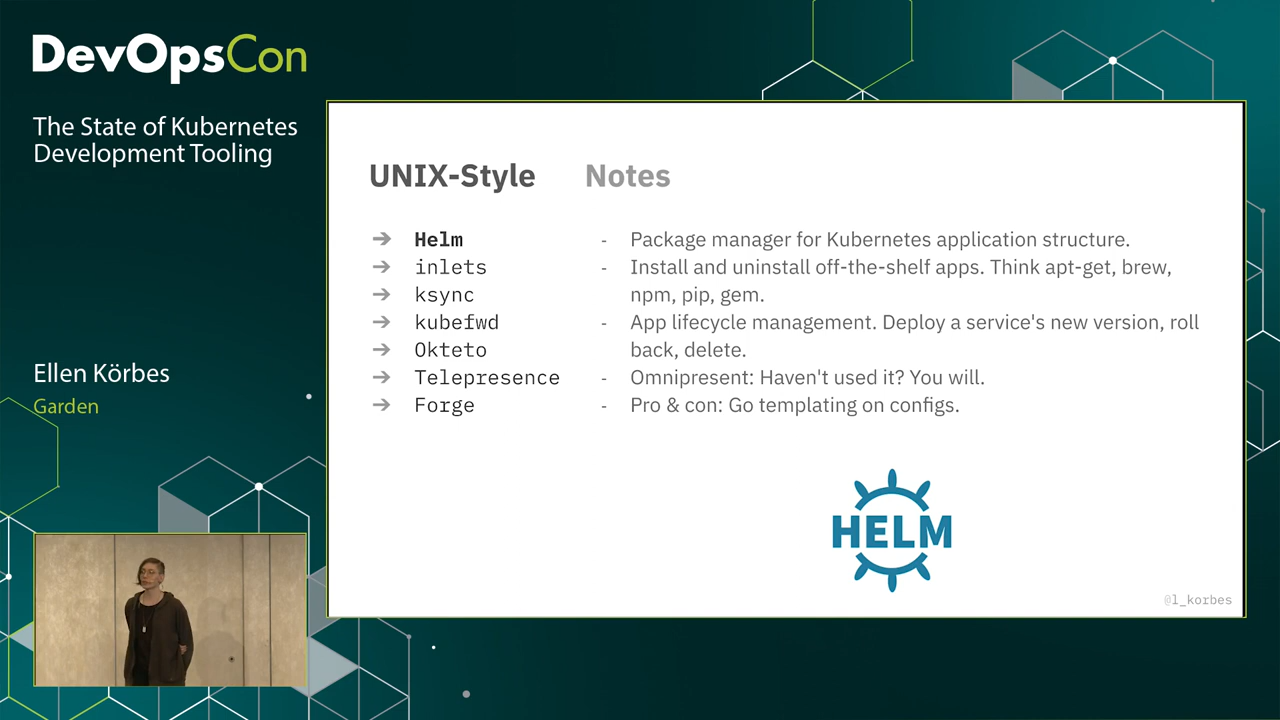 DevOpsCon
The State of Kubernetes
Development Tooling
Ellen Körbes
Garden
UNIX-Style
➔ Helm
➔ inlets
➔ ksync
➔ kubefwd
➔ Okteto
➔ Telepresence
➔ Forge
Notes
- Package manager for Kubernetes application structure.
- Install and uninstall off-the-shelf apps. Think apt-get, brew,
npm, pip, gem.
- App lifecycle management. Deploy a service's new version, roll
back, delete.
- Omnipresent: Haven't used it? You will.
- Pro & con: Go templating on configs.
HELM
@l_korbes